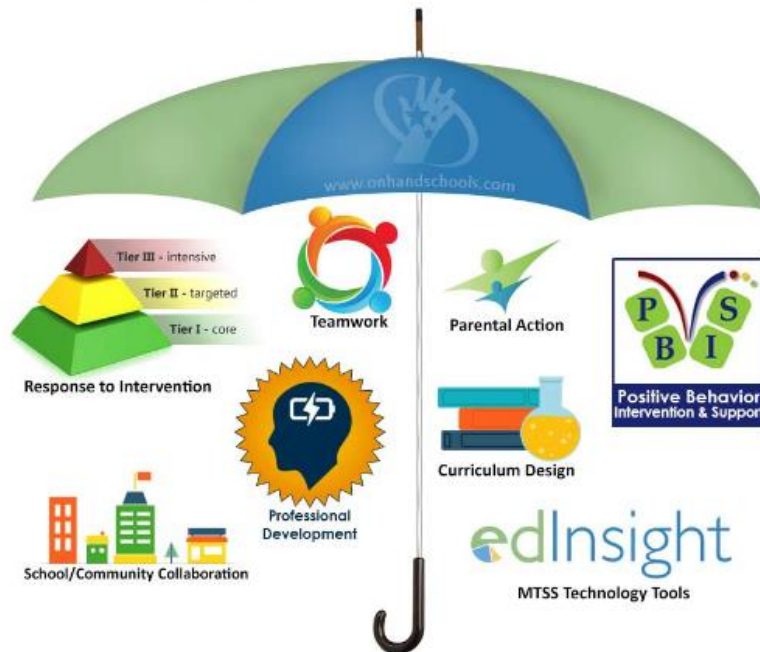 www.onhandschools.com
Tier III - intensive
Tier II - targeted
Tier I - core
Response to Intervention
Teamwork
Parental Action
P S
B I
Positive Behavior
Intervention & Support
Professional
Development
Curriculum Design
School/Community Collaboration
edInsight
MTSS Technology Tools